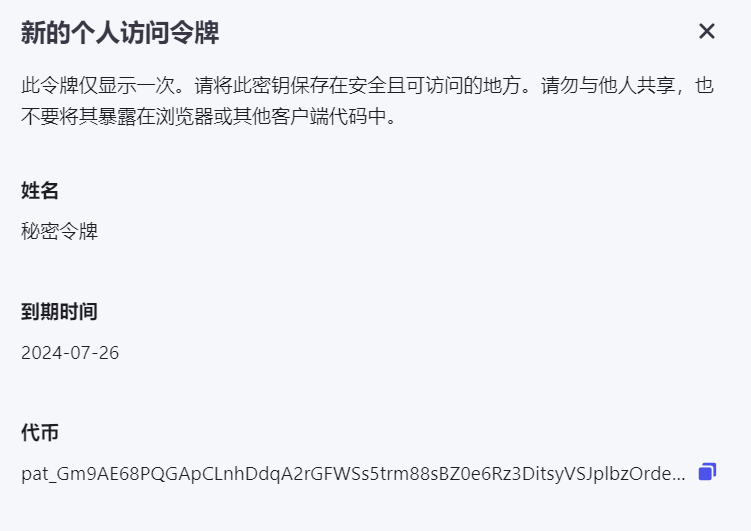 新的个人访问令牌
此令牌仅显示一次。请将此密钥保存在安全且可访问的地方。请勿与他人共享，也
不要将其暴露在浏览器或其他客户端代码中。
姓名
秘密令牌
到期时间
2024-07-26
代币
pat_Gm9AE68PQGApCLnhDdqA2rGFWSs5trm88sBZ0e6Rz3DitsyVSJplbzOrde...